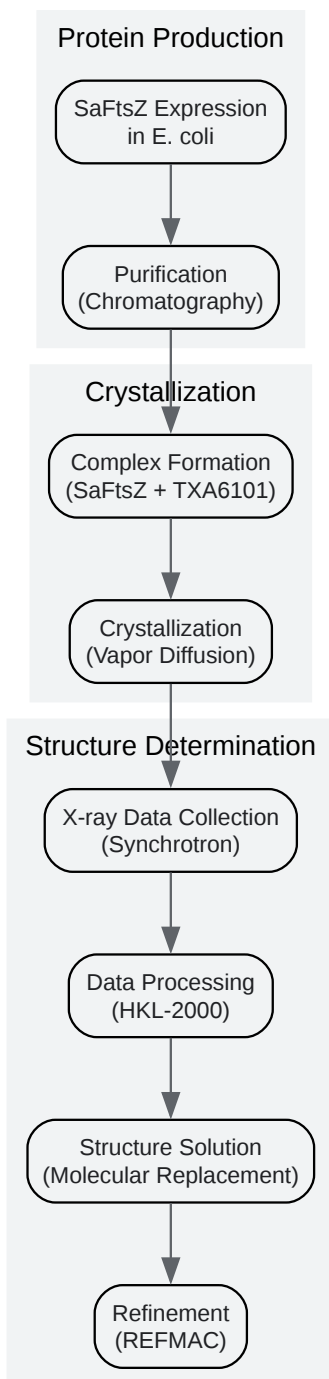 Protein Production
SaFtsZ Expression
in E. coli
Purification
(Chromatography)
Crystallization
Complex Formation
(SaFtsZ + TXA6101)
Crystallization
(Vapor Diffusion)
Structure Determination
X-ray Data Collection
(Synchrotron)
Data Processing
(HKL-2000)
Structure Solution
(Molecular Replacement)
Refinement
(REFMAC)